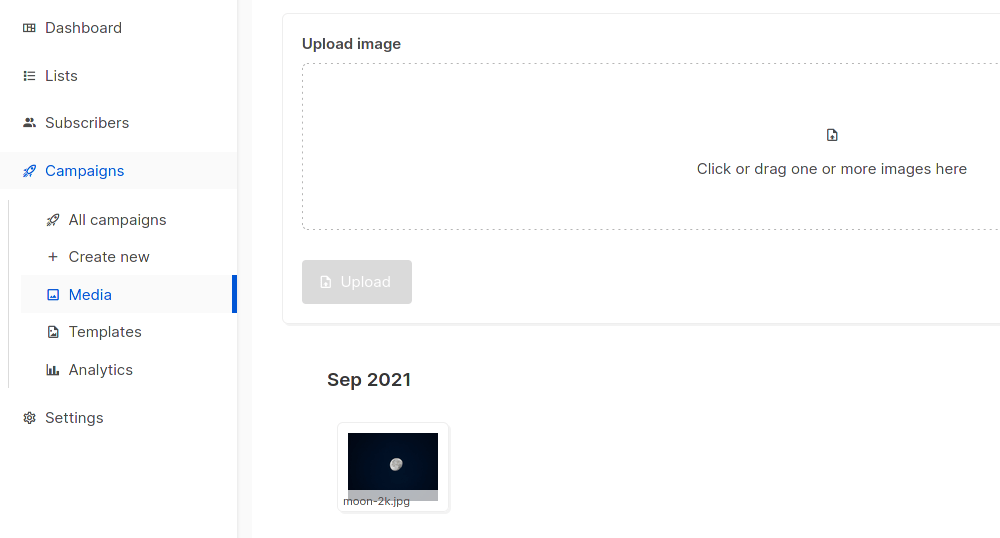 Dashboard
Lists
Subscribers
Campaigns
All campaigns
Create new
Media
Templates
Analytics
Settings
Upload image
Click or drag one or more images here
Upload
Sep 2021
moon-2k.jpg